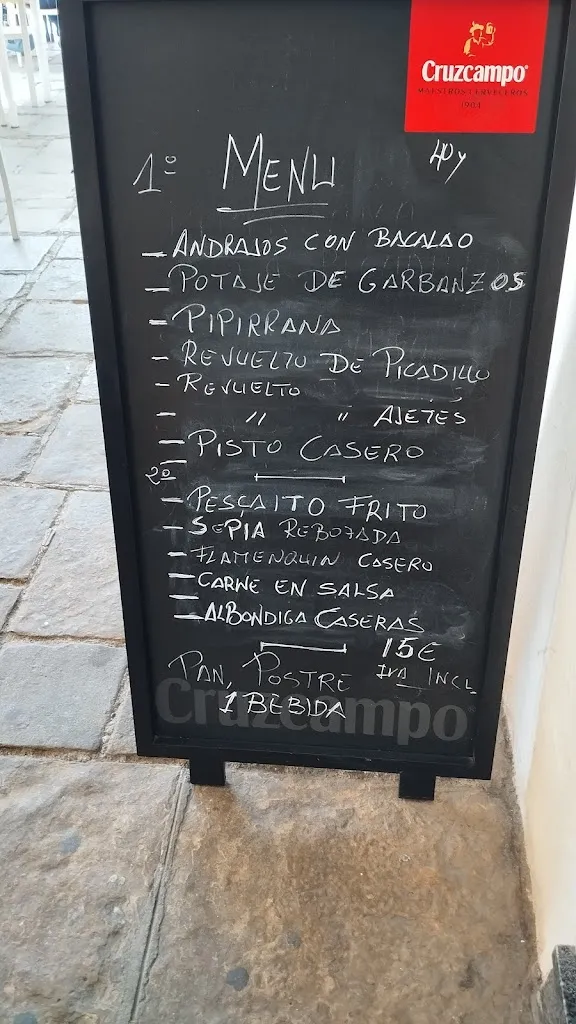 Cruzcampo
MAESTROS CERVECEROS
1904
1º MENU HOY
– ANDRAJOS CON BACALAO
– POTAJE DE GARBANZOS
– PIPIRRANA
– REVUELTO DE PICADILLO
– REVUELTO
– " " AJETES
– PISTO CASERO
2º
– PESCAITO FRITO
– SEPIA REBOZADA
– FLAMENQUIN CASERO
– CARNE EN SALSA
– ALBONDIGA CASERAS
15€
PAN, POSTRE IVA INCL
1 BEBIDA
Cruzcampo